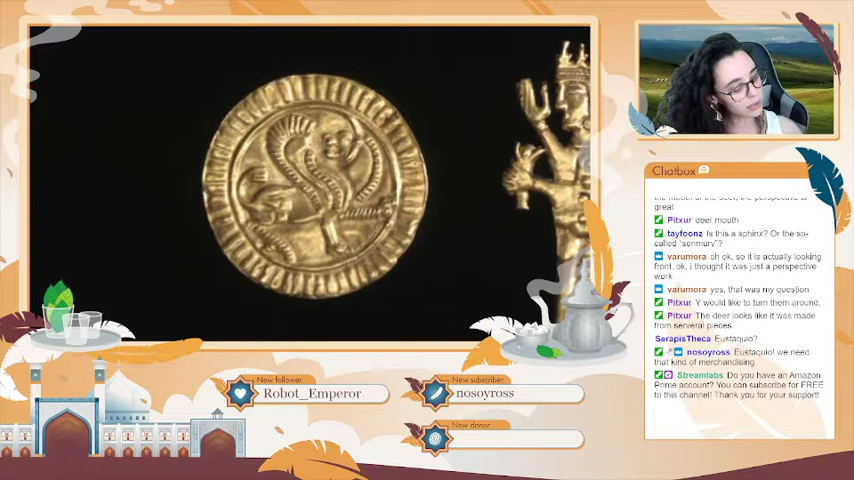 Chatbox
the mouth of the deer, the perspective is
great
Pitxur deer mouth
tayfoonz Is this a sphinx? Or the so-
called "senmurv"?
varumora oh ok, so it is actually looking
front, ok, i thought it was just a perspective
work
varumora yes, that was my question
Pitxur Y would like to turn them around.
Pitxur The deer looks like it was made
from serveral pieces.
SerapisTheca Eustaquio?
nosoyross Eustaquio! we need
that kind of merchandising
Streamlabs Do you have an Amazon
Prime account? You can subscribe for FREE
to this channel! Thank you for your support!
New follower
Robot_Emperor
New subscriber
nosoyross
New donor